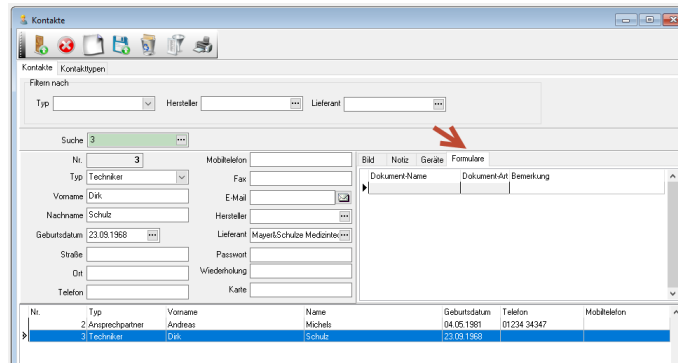 Kontakte
Kontakte Kontakttypen
Filtern nach
Typ Hersteller Lieferant
Suche 3
Nr. 3 Mobiltelefon Bild Notiz Geräte Formulare
Typ Techniker Fax Dokument-Name Dokument-Art Bemerkung
Vorname Dirk E-Mail
Nachname Schulz Hersteller
Geburtsdatum 23.09.1968 Lieferant Mayer&Schulze Medizintec
Straße Passwort
Ort Wiederholung
Telefon Karte
Nr. Typ Vorname Name Geburtsdatum Telefon Mobiltelefon
2 Ansprechpartner Andreas Michels 04.05.1981 01234 34347
3 Techniker Dirk Schulz 23.09.1968